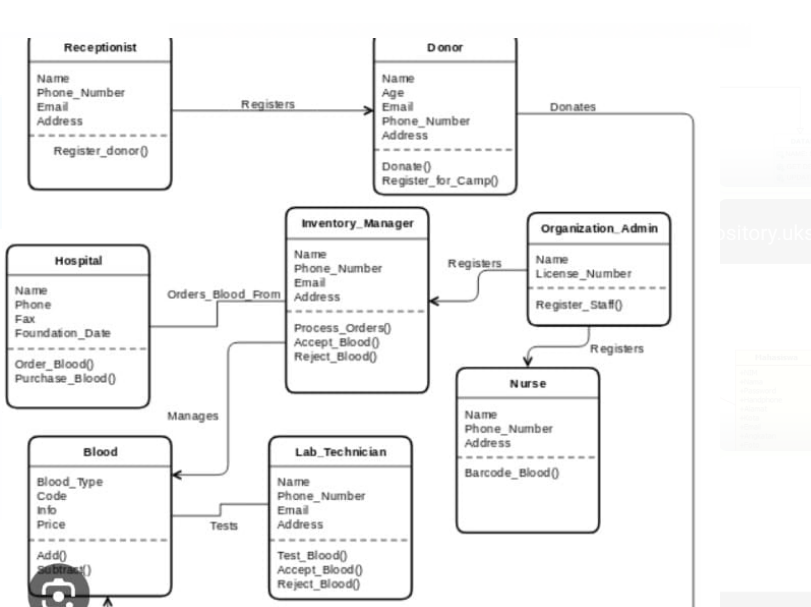 Receptionist
Name
Phone_Number
Email
Address
Register_donor()
Registers
Donor
Name
Age
Email
Phone_Number
Address
Donate()
Register_for_Camp()
Donates
Hospital
Name
Phone
Fax
Foundation_Date
Order_Blood()
Purchase_Blood()
Orders_Blood_From
Inventory_Manager
Name
Phone_Number
Email
Address
Process_Orders()
Accept_Blood()
Reject_Blood()
Registers
Organization_Admin
Name
License_Number
Register_Staff()
Registers
Nurse
Name
Phone_Number
Address
Barcode_Blood()
Manages
Blood
Blood_Type
Code
Info
Price
Add()
Subtract()
Tests
Lab_Technician
Name
Phone_Number
Email
Address
Test_Blood()
Accept_Blood()
Reject_Blood()